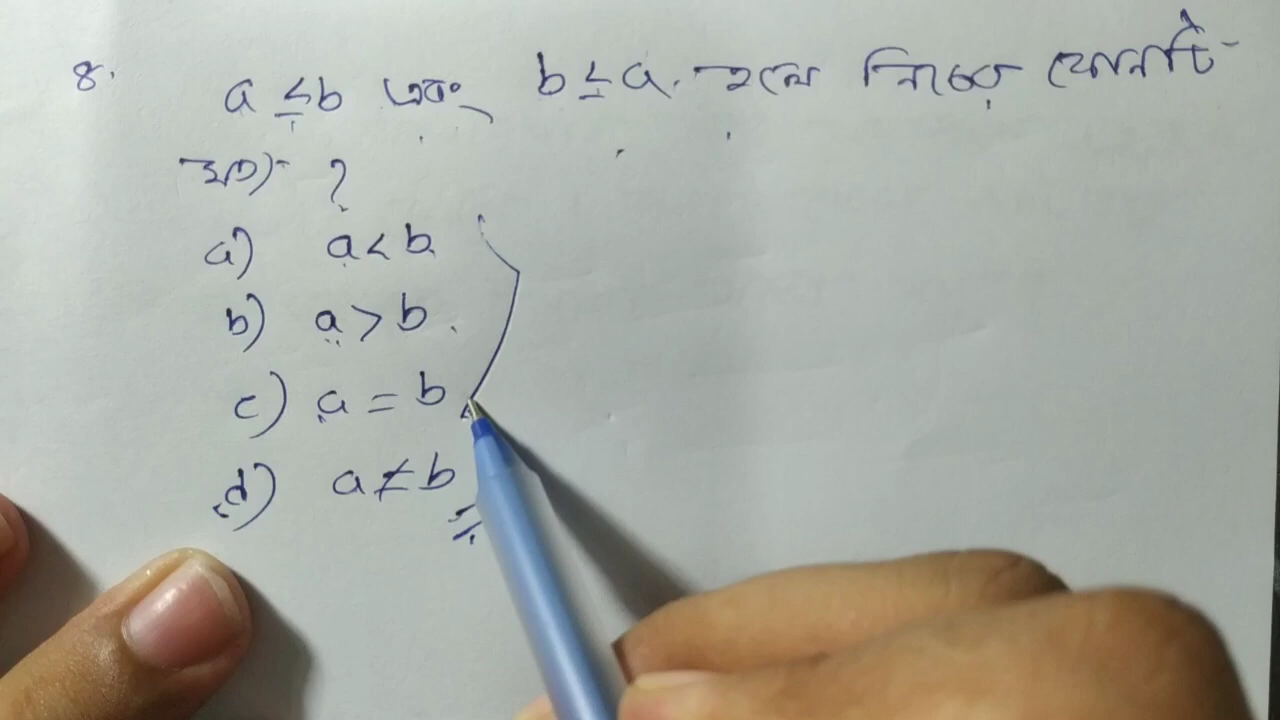 ৪. a ≤ b এবং b ≤ a. হলে নিচের কোনটি
সত্য ?
a) a < b
b) a > b.
c) a = b
d) a ≠ b